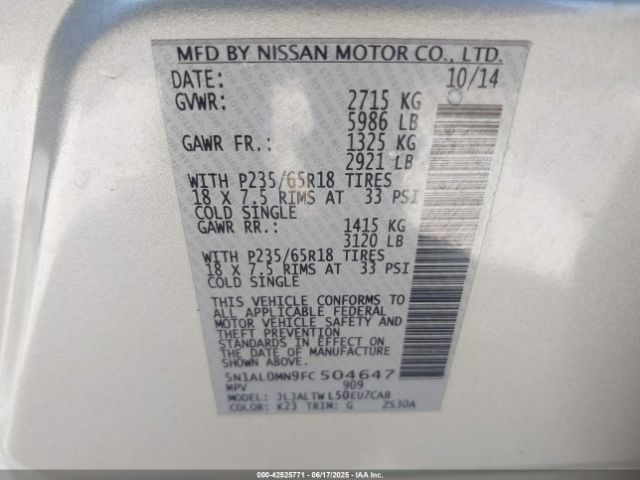 MFD BY NISSAN MOTOR CO., LTD.
DATE: 10/14
GVWR: 2715 KG
5986 LB
GAWR FR.: 1325 KG
2921 LB
WITH P235/65R18 TIRES
18 X 7.5 RIMS AT 33 PSI
COLD SINGLE
GAWR RR.: 1415 KG
3120 LB
WITH P235/65R18 TIRES
18 X 7.5 RIMS AT 33 PSI
COLD SINGLE
THIS VEHICLE CONFORMS TO
ALL APPLICABLE FEDERAL
MOTOR VEHICLE SAFETY AND
THEFT PREVENTION
STANDARDS IN EFFECT ON
THE DATE OF MANUFACTURE
SHOWN ABOVE.
5N1AL0MN9FC504647
MPV 909
MODEL: JLJALTWL50EU7CAB
COLOR: K23 TRIM: G ZS30A
000-42525771 - 06/17/2025 - IAAI.COM